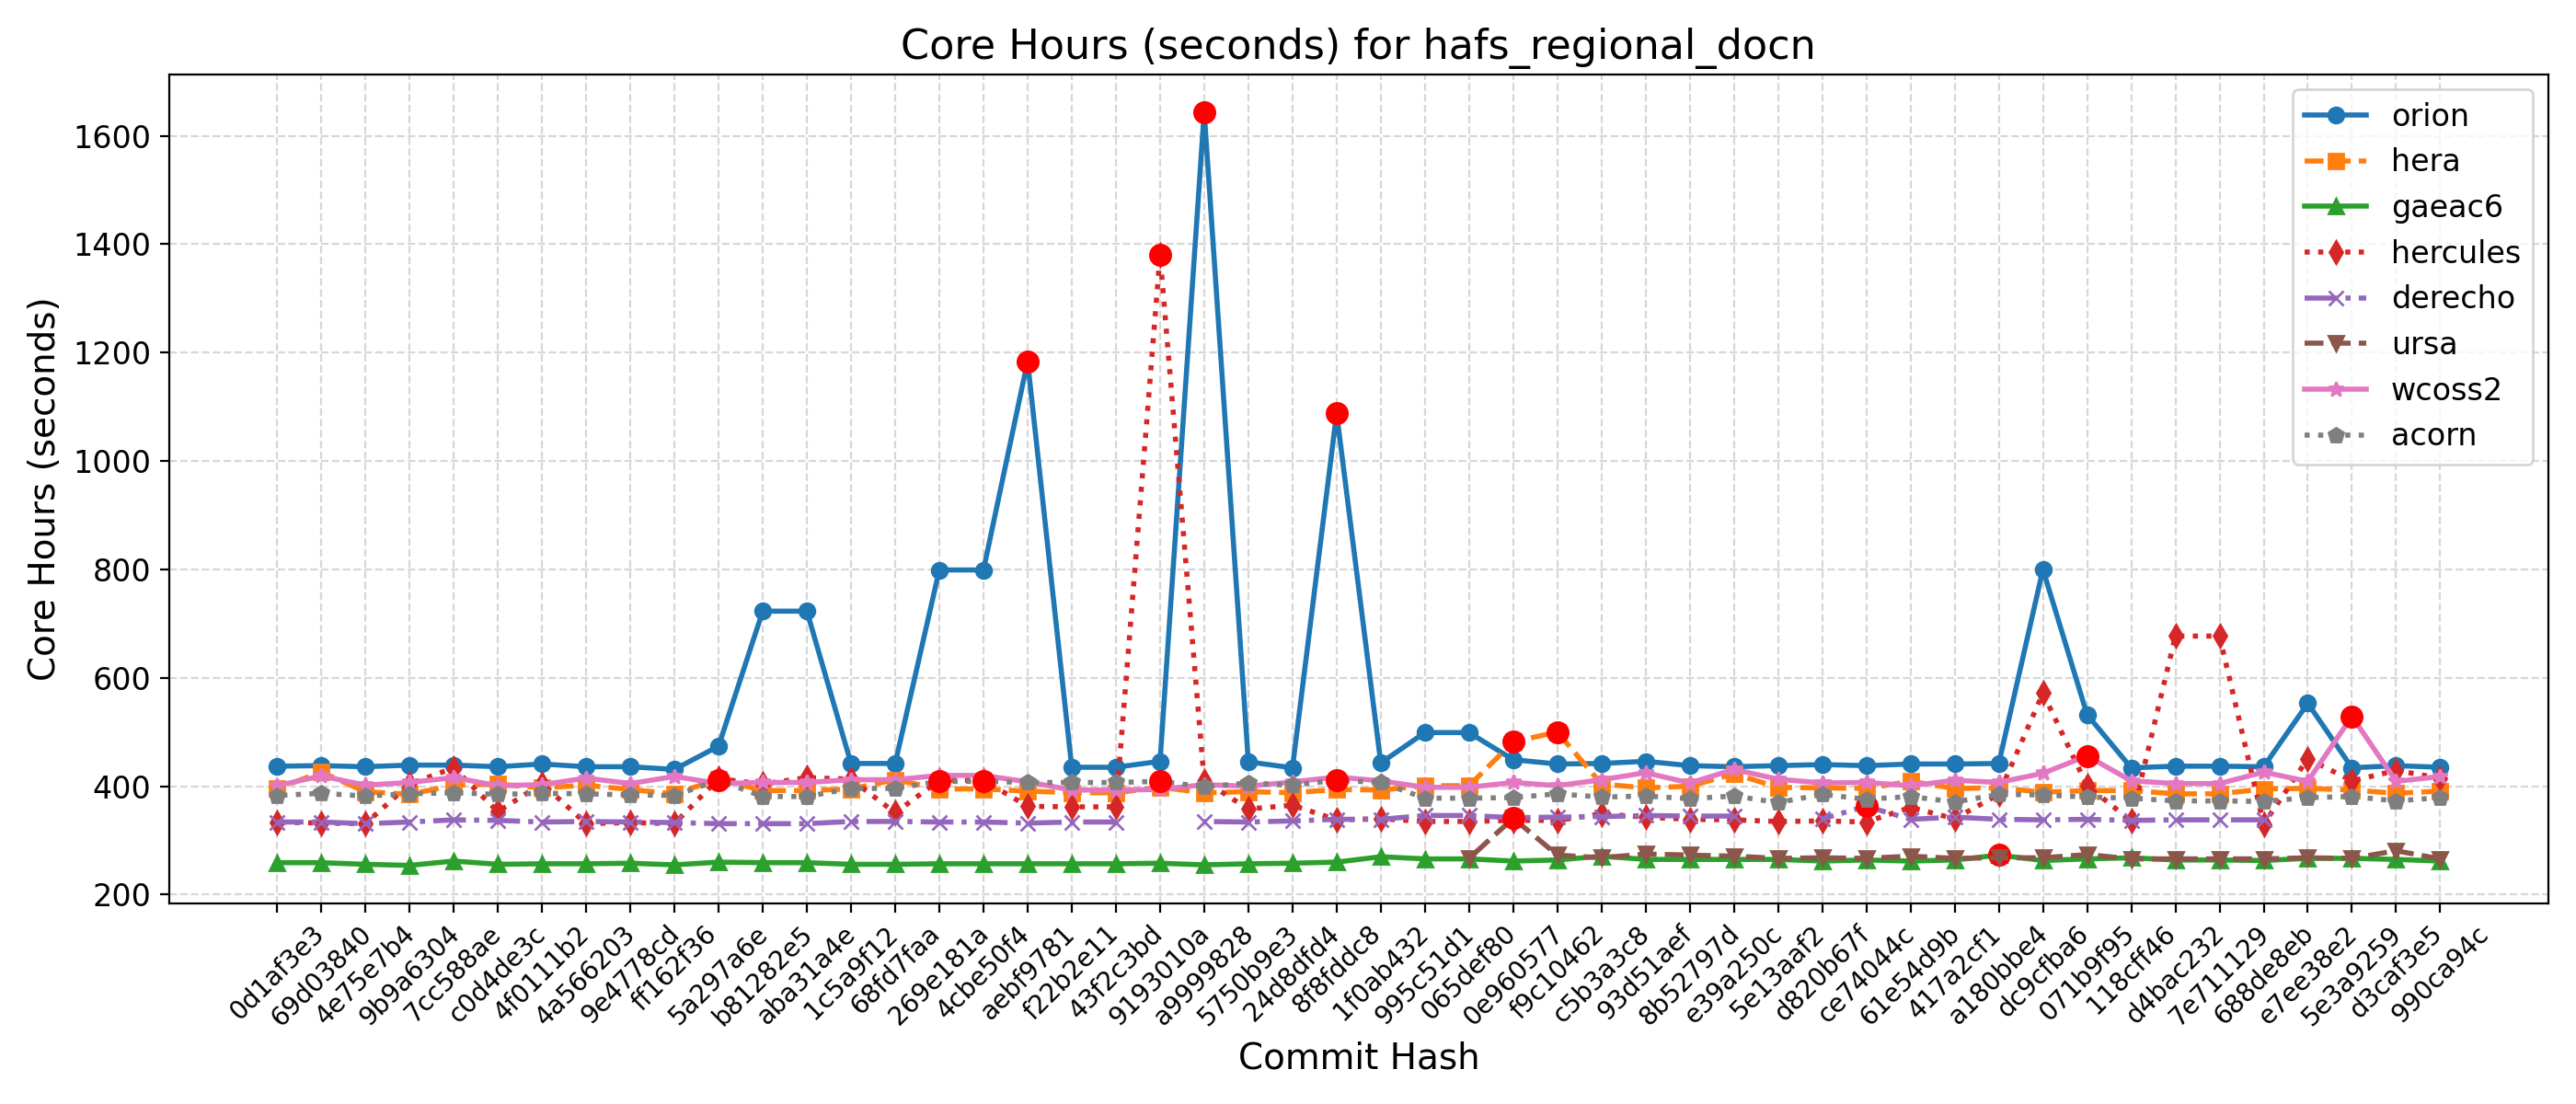 Core Hours (seconds) for hafs_regional_docn
Core Hours (seconds)
1600
1400
1200
1000
800
600
400
200
orion
hera
gaeac6
hercules
derecho
ursa
wcoss2
acorn
0d1af3e3
69d03840
4e75e7b4
9b9a6304
7cc588ae
c0d4de3c
4f0111b2
4a566203
9e4778cd
ff162f36
5a297a6e
b81282e5
aba31a4e
1c5a9f12
68fd7faa
269e181a
4cbe50f4
aebf9781
f22b2e11
43f2c3bd
9193010a
a9999828
5750b9e3
24d8dfd4
8f8fddc8
1f0ab432
995c51d1
065def80
0e960577
f9c10462
c5b3a3c8
93d51aef
8b52797d
e39a250c
5e13aaf2
d820b67f
ce74044c
61e54d9b
417a2cf1
a180bbe4
dc9cfba6
071b9f95
118cff46
d4bac232
7e711129
688de8eb
e7ee38e2
5e3a9259
d3caf3e5
990ca94c
Commit Hash